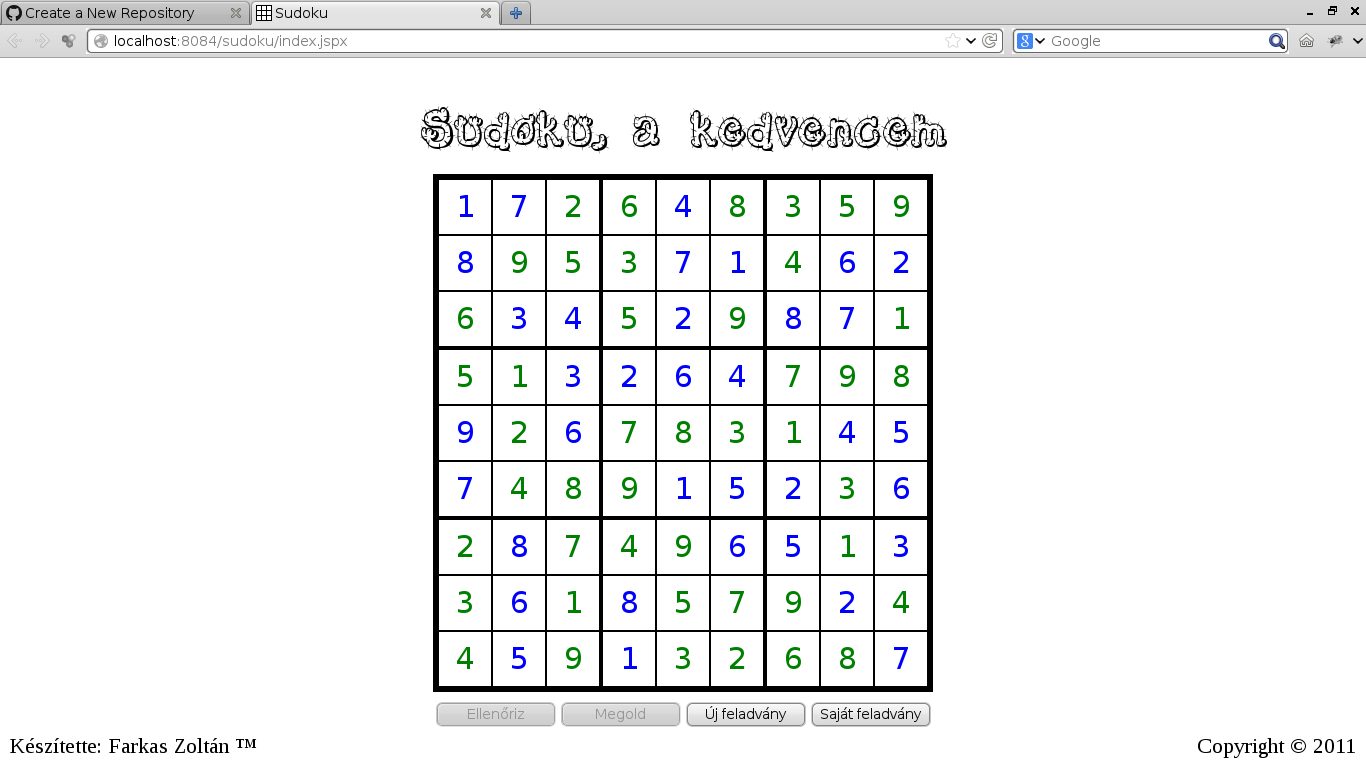 Create a New Repository Sudoku
localhost:8084/sudoku/index.jspx Google
Sudoku, a kedvencem
1 7 2 6 4 8 3 5 9
8 9 5 3 7 1 4 6 2
6 3 4 5 2 9 8 7 1
5 1 3 2 6 4 7 9 8
9 2 6 7 8 3 1 4 5
7 4 8 9 1 5 2 3 6
2 8 7 4 9 6 5 1 3
3 6 1 8 5 7 9 2 4
4 5 9 1 3 2 6 8 7
Ellenőriz Megold Új feladvány Saját feladvány
Készítette: Farkas Zoltán ™ Copyright © 2011